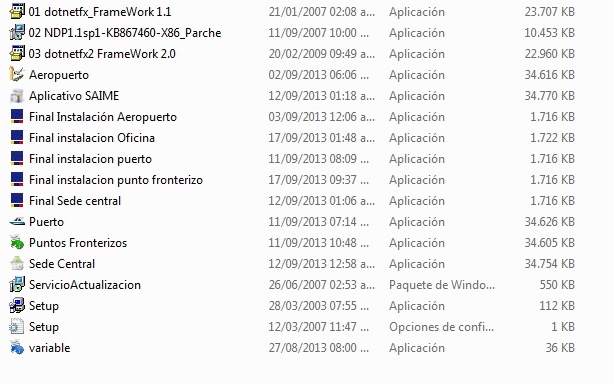 01 dotnetfx_FrameWork 1.1 21/01/2007 02:08 a... Aplicación 23.707 KB
02 NDP1.1sp1-KB867460-X86_Parche 11/09/2007 10:00 a... Aplicación 10.453 KB
03 dotnetfx2 FrameWork 2.0 20/02/2009 09:49 a... Aplicación 22.960 KB
Aeropuerto 02/09/2013 06:06 ... Aplicación 34.616 KB
Aplicativo SAIME 12/09/2013 01:18 a... Aplicación 34.770 KB
Final Instalación Aeropuerto 03/09/2013 12:06 a... Aplicación 1.716 KB
Final instalacion Oficina 17/09/2013 01:48 a... Aplicación 1.722 KB
Final instalacion puerto 11/09/2013 08:09 ... Aplicación 1.716 KB
Final instalacion punto fronterizo 17/09/2013 09:37 ... Aplicación 1.716 KB
Final Sede central 12/09/2013 01:06 a... Aplicación 1.716 KB
Puerto 11/09/2013 07:14 ... Aplicación 34.626 KB
Puntos Fronterizos 11/09/2013 10:48 ... Aplicación 34.605 KB
Sede Central 12/09/2013 12:58 a... Aplicación 34.754 KB
ServicioActualizacion 26/06/2007 02:53 a... Paquete de Windo... 550 KB
Setup 28/03/2003 07:55 ... Aplicación 112 KB
Setup 12/03/2007 11:47 ... Opciones de confi... 1 KB
variable 27/08/2013 08:00 ... Aplicación 36 KB